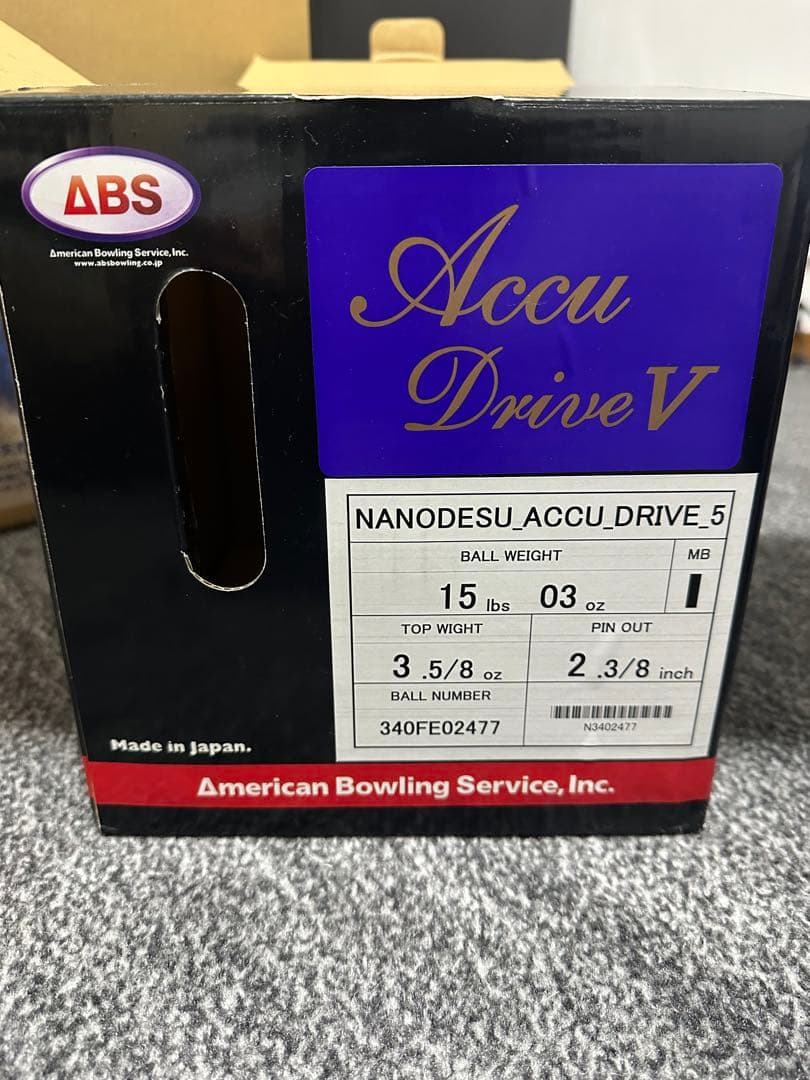 ABS
American Bowling Service, Inc.
www.absbowling.co.jp
Accu
Drive V
NANODESU_ACCU_DRIVE_5
BALL WEIGHT
MB
15 lbs 03 oz
I
TOP WIGHT
PIN OUT
3 .5/8 oz
2 .3/8 inch
BALL NUMBER
340FE02477
N3402477
Made in Japan.
American Bowling Service, Inc.